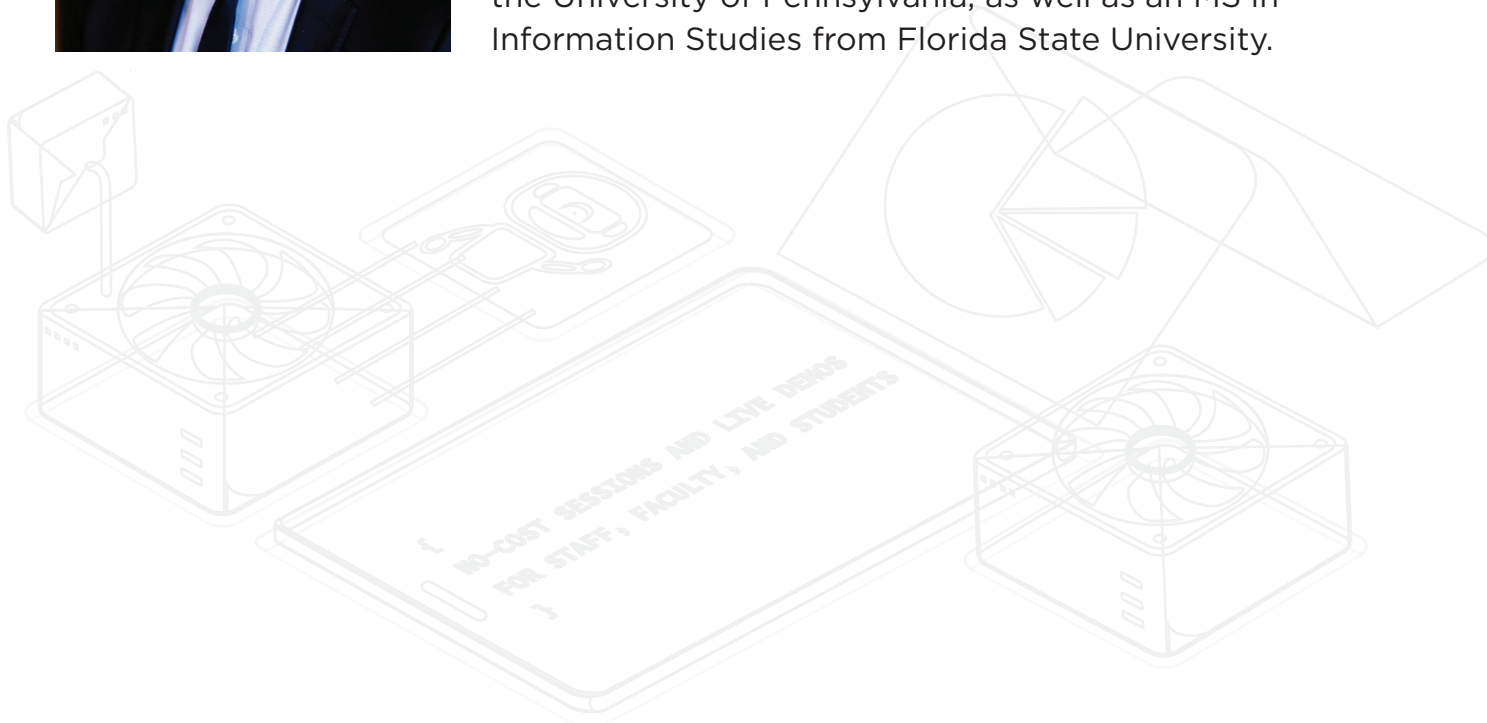 the University of Pennsylvania, as well as an MS in
Information Studies from Florida State University.
{
NO-COST SESSIONS AND LIVE DEMOS
FOR STAFF, FACULTY, AND STUDENTS
}